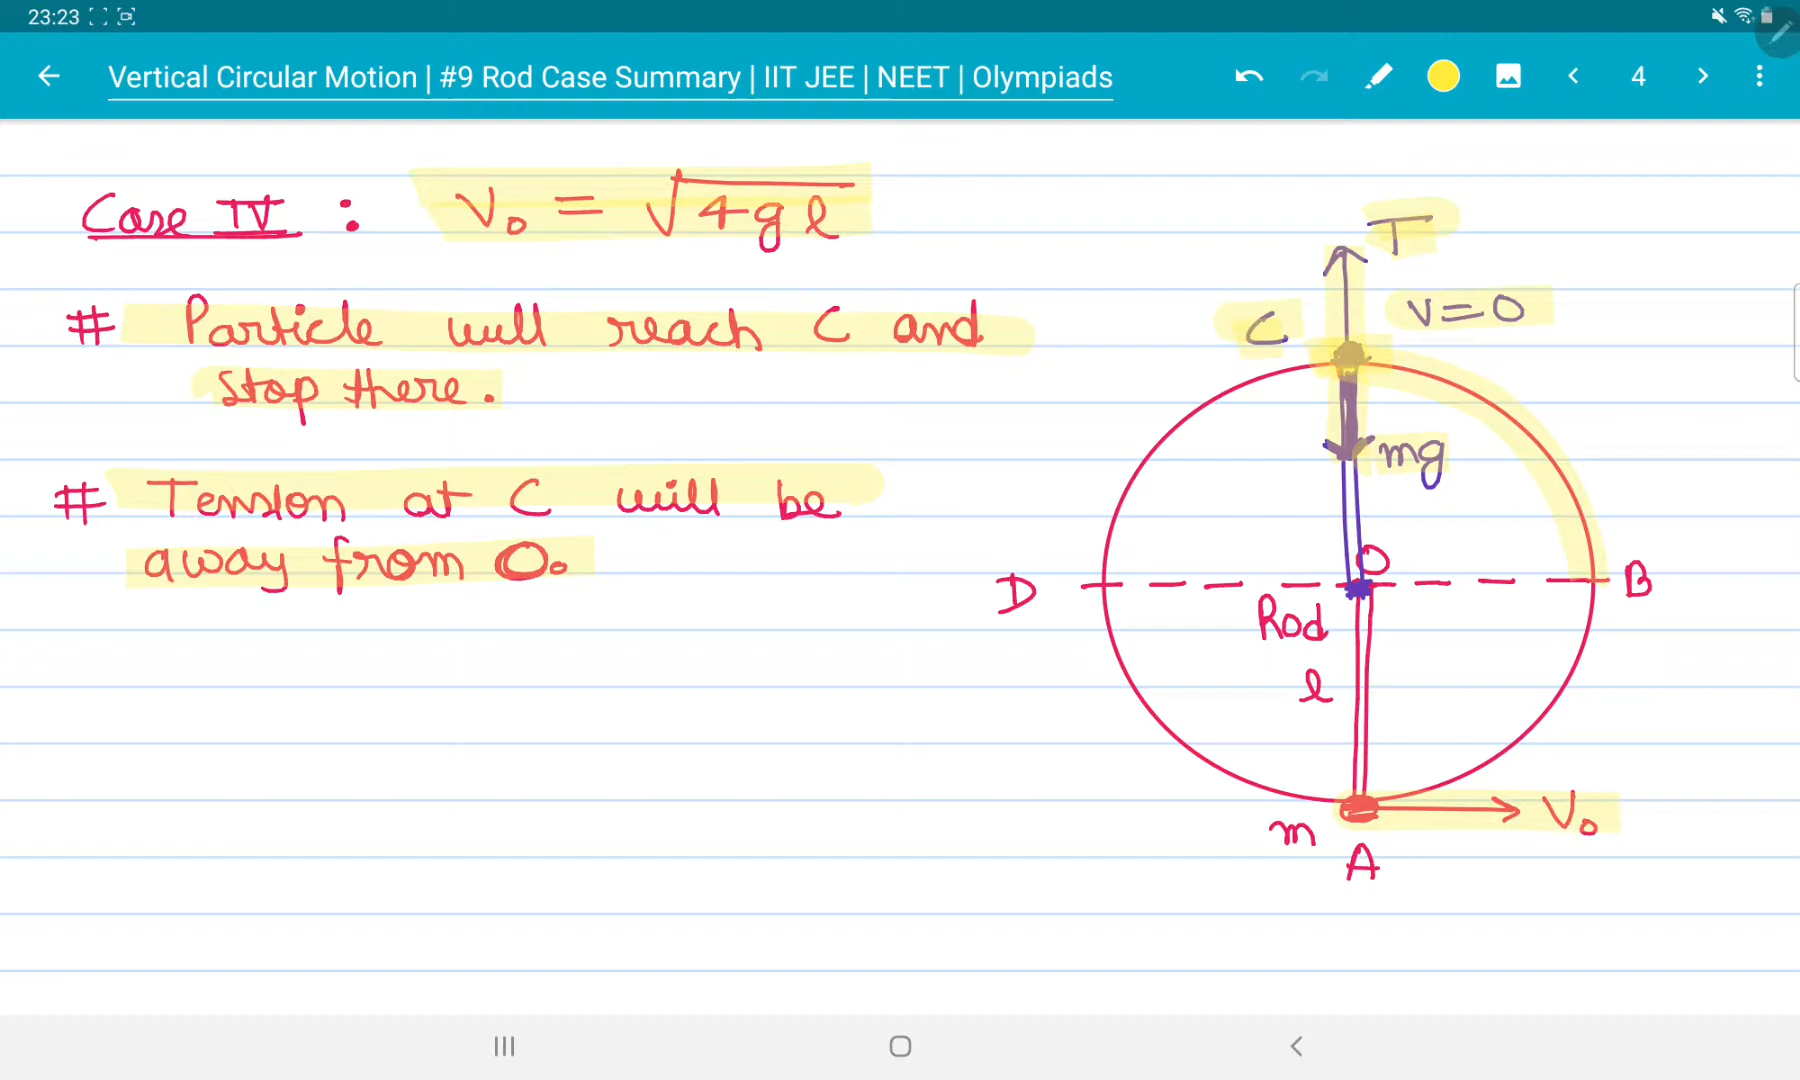 23:23
Vertical Circular Motion | #9 Rod Case Summary | IIT JEE | NEET | Olympiads
4
Case IV : V₀ = √4gl
# Particle will reach C and
stop there.
# Tension at C will be
away from O.
T
C
V=0
mg
O
D
B
Rod
l
m
V₀
A